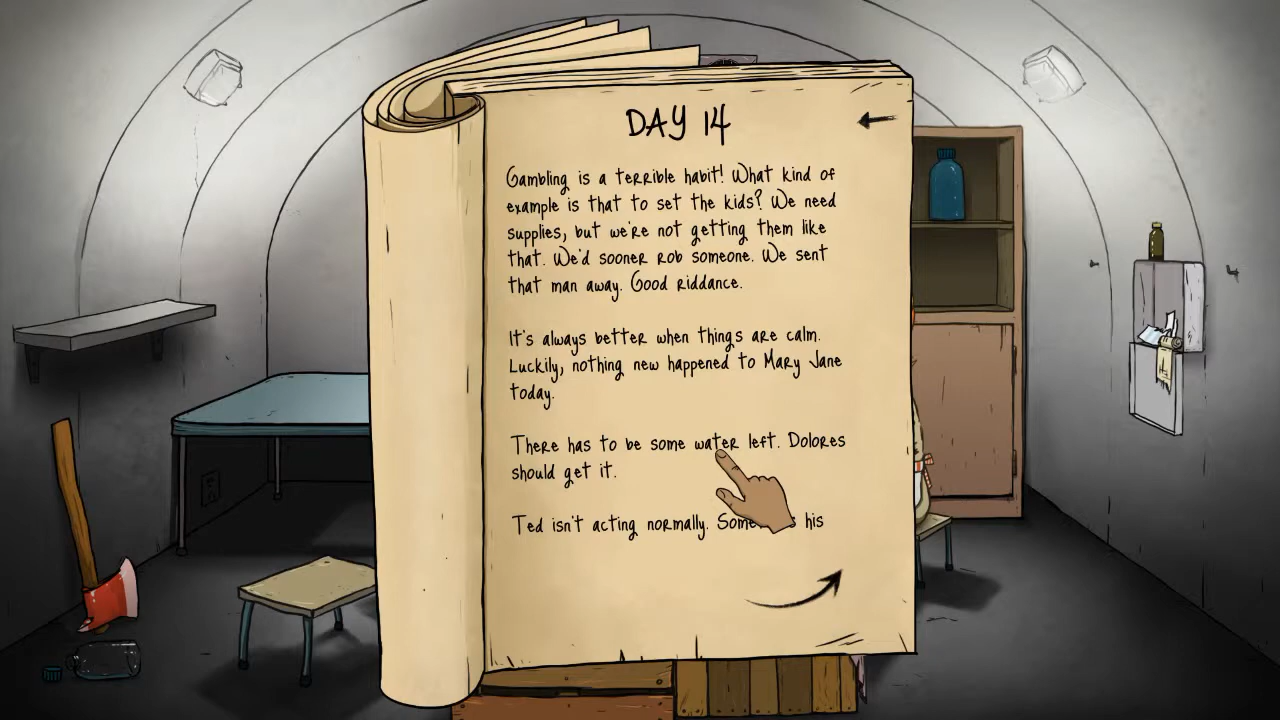 DAY 14
Gambling is a terrible habit! What kind of
example is that to set the kids? We need
supplies, but we're not getting them like
that. We'd sooner rob someone. We sent
that man away. Good riddance.
It's always better when things are calm.
Luckily, nothing new happened to Mary Jane
today.
There has to be some water left. Dolores
should get it.
Ted isn't acting normally. his